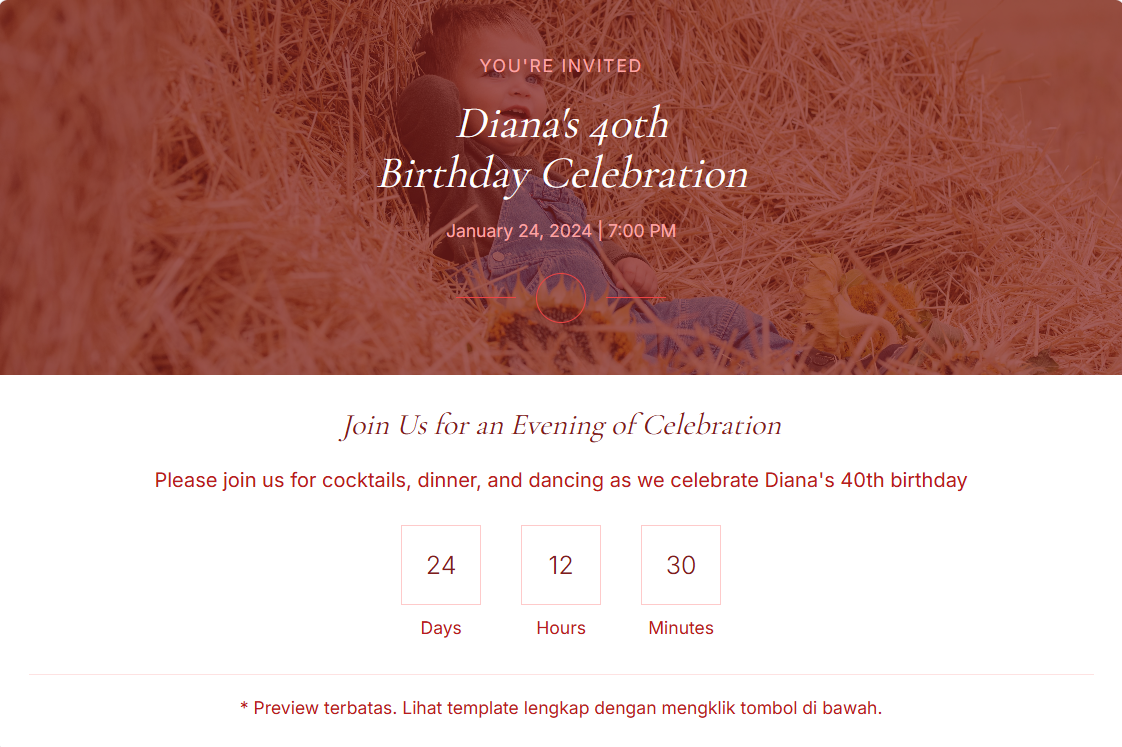 YOU'RE INVITED
Diana's 40th
Birthday Celebration
January 24, 2024 | 7:00 PM
Join Us for an Evening of Celebration
Please join us for cocktails, dinner, and dancing as we celebrate Diana's 40th birthday
24 12 30
Days Hours Minutes
* Preview terbatas. Lihat template lengkap dengan mengklik tombol di bawah.